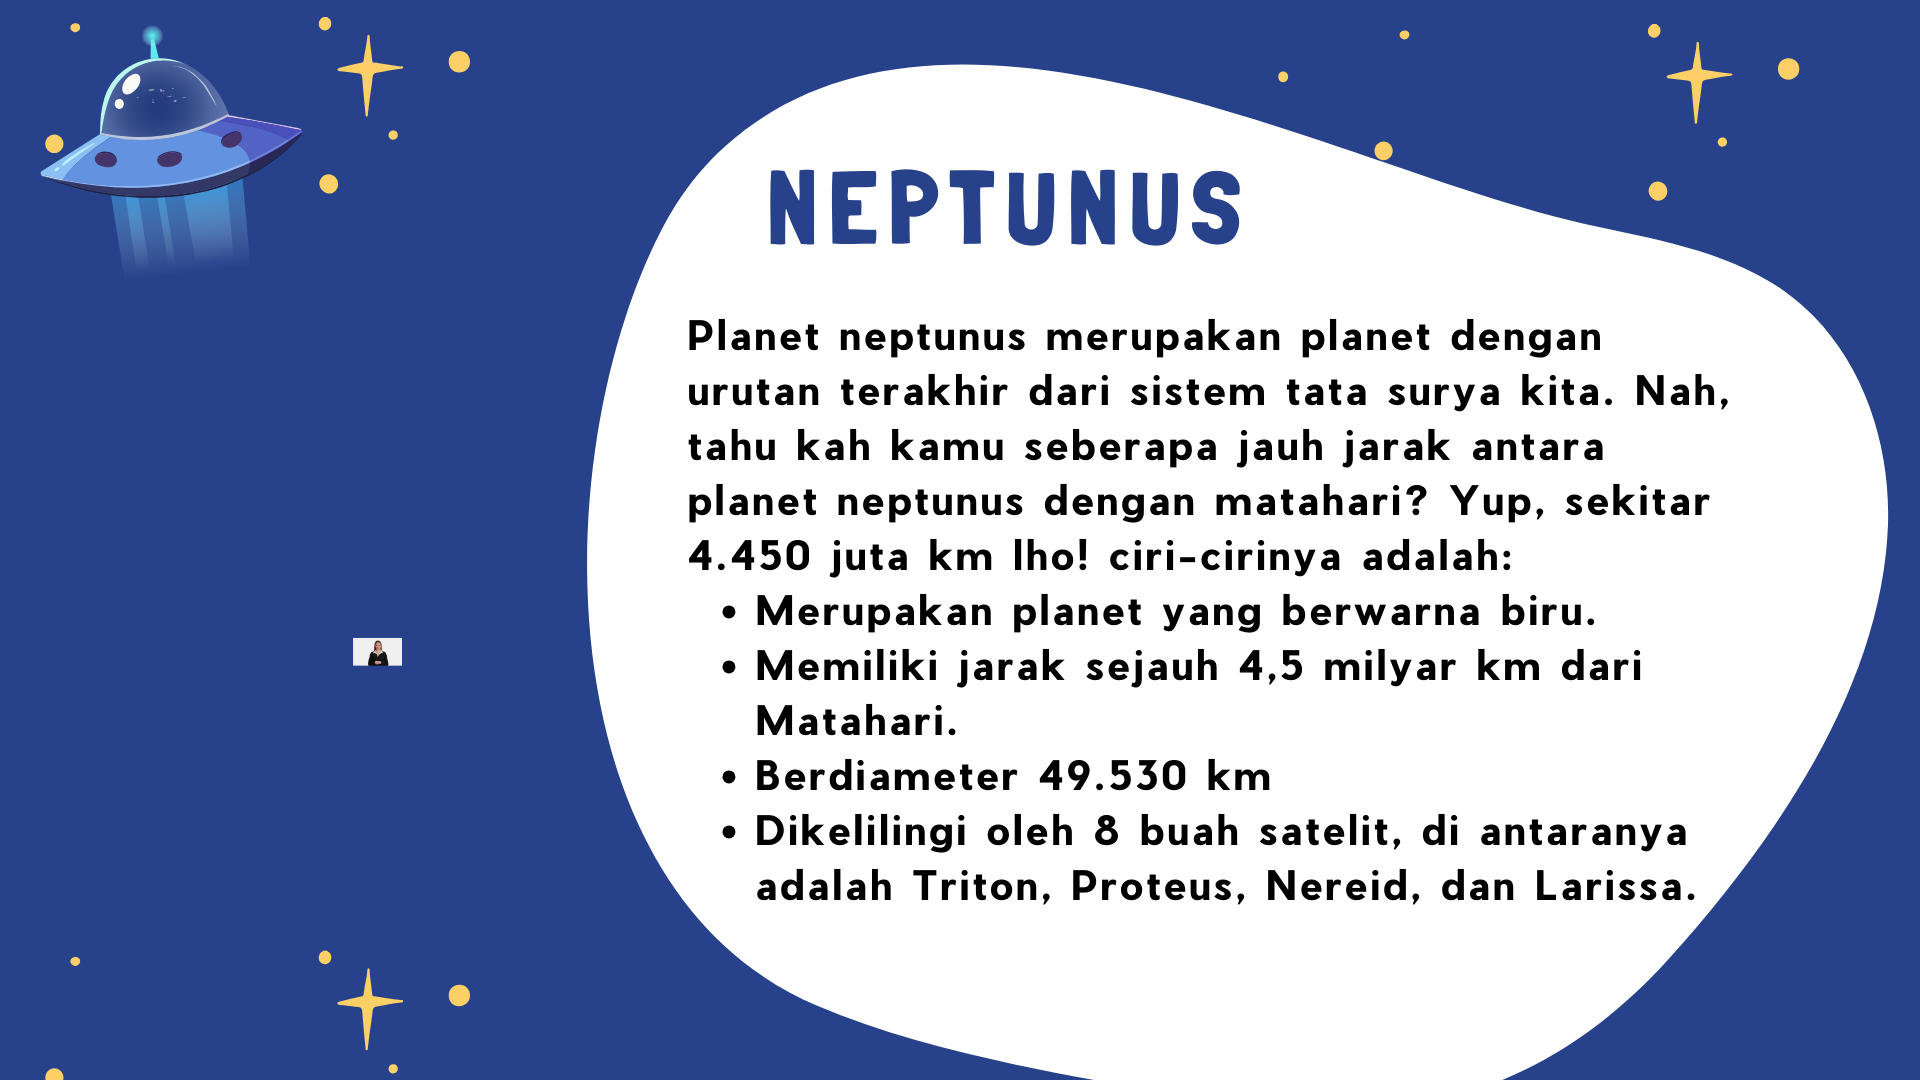 NEPTUNUS
Planet neptunus merupakan planet dengan
urutan terakhir dari sistem tata surya kita. Nah,
tahu kah kamu seberapa jauh jarak antara
planet neptunus dengan matahari? Yup, sekitar
4.450 juta km lho! ciri-cirinya adalah:
• Merupakan planet yang berwarna biru.
• Memiliki jarak sejauh 4,5 milyar km dari
Matahari.
• Berdiameter 49.530 km
• Dikelilingi oleh 8 buah satelit, di antaranya
adalah Triton, Proteus, Nereid, dan Larissa.